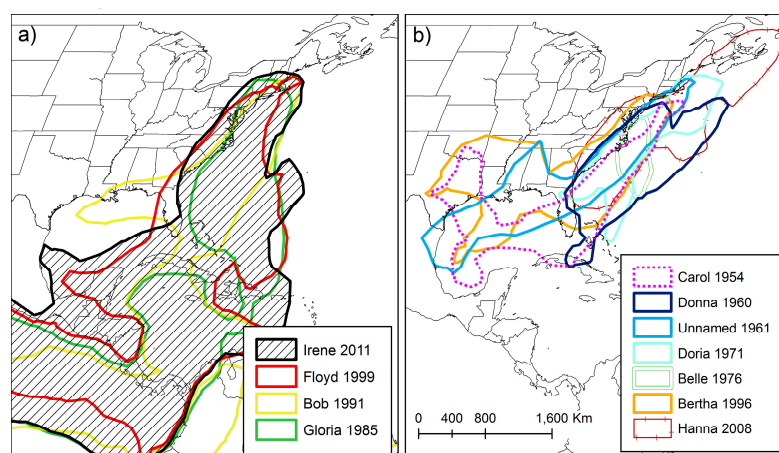 a)
Irene 2011
Floyd 1999
Bob 1991
Gloria 1985
b)
Carol 1954
Donna 1960
Unnamed 1961
Doria 1971
Belle 1976
Bertha 1996
Hanna 2008
0 400 800 1,600 Km